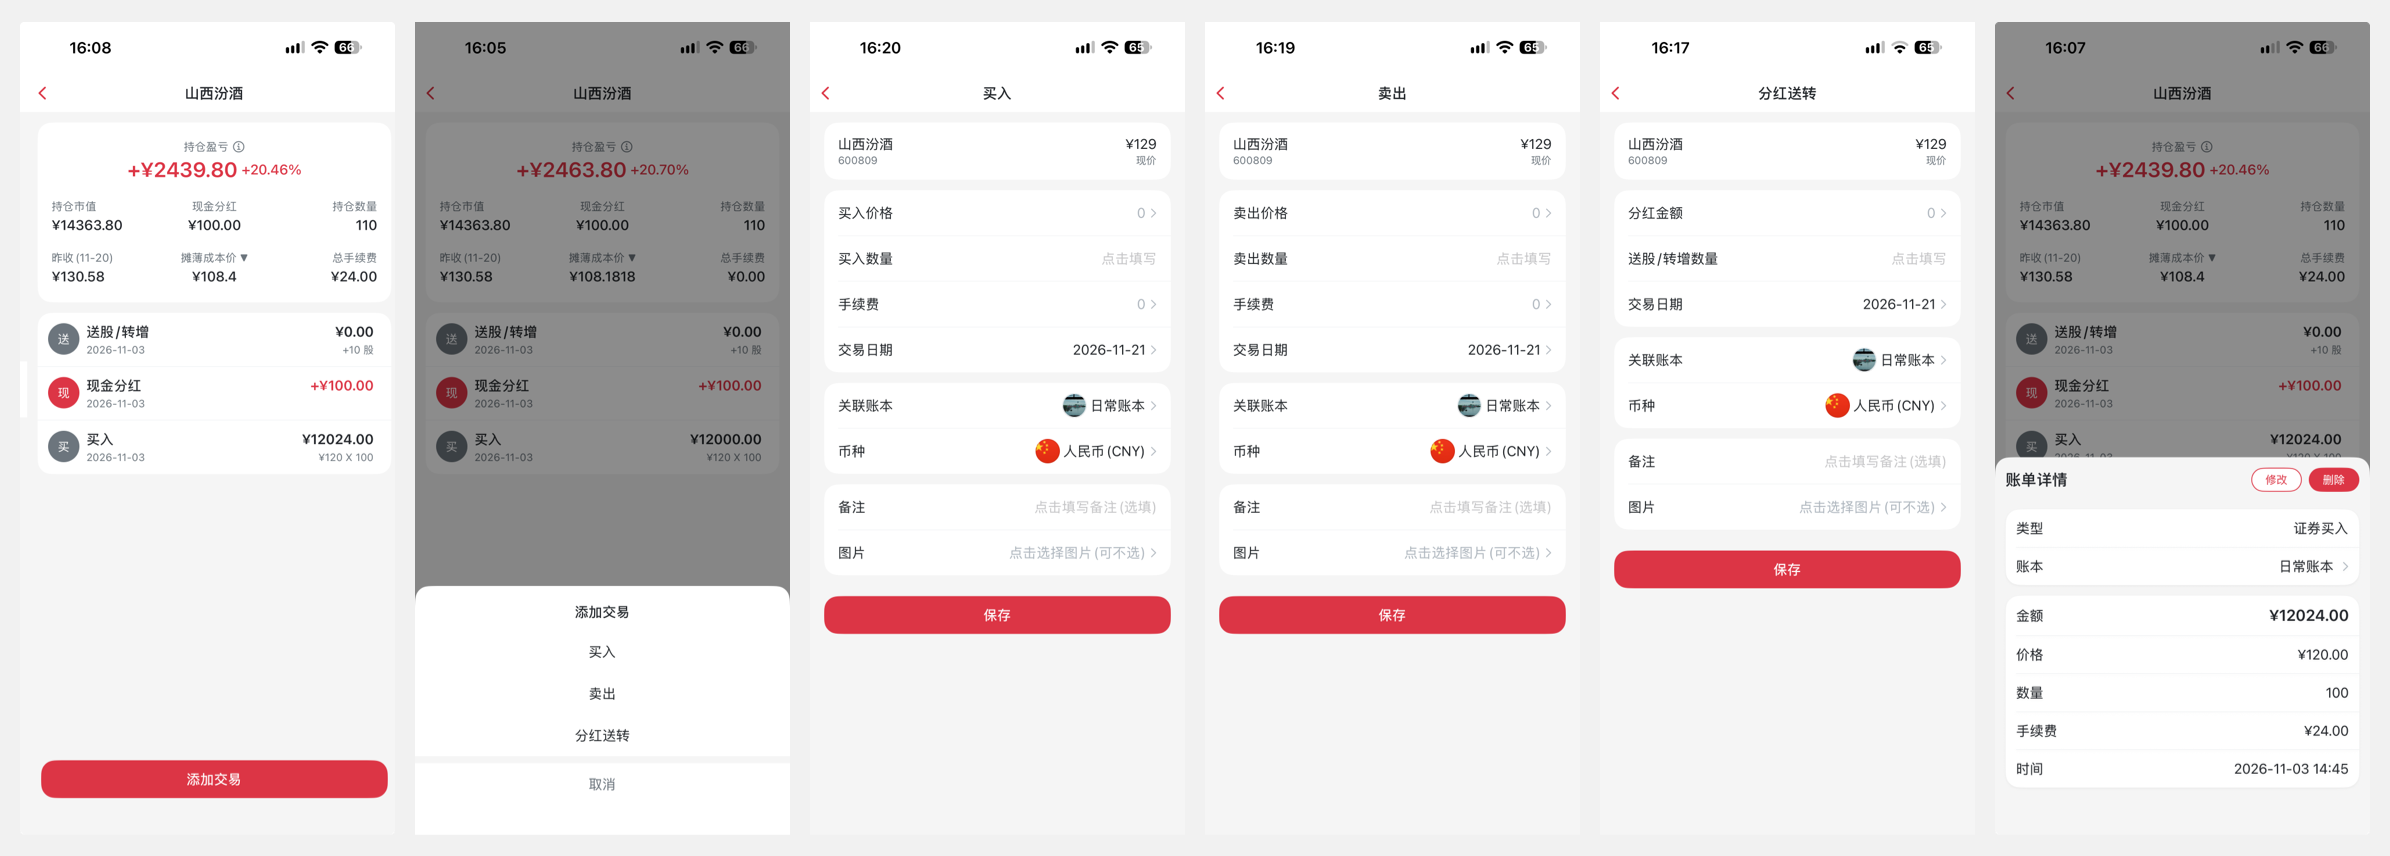 16:08
66
山西汾酒
持仓盈亏
+¥2439.80 +20.46%
持仓市值 现金分红 持仓数量
¥14363.80 ¥100.00 110
昨收(11-20) 摊薄成本价▼ 总手续费
¥130.58 ¥108.4 ¥24.00
送 送股/转增 ¥0.00
2026-11-03 +10 股
现 现金分红 +¥100.00
2026-11-03
买 买入 ¥12024.00
2026-11-03 ¥120 X 100
添加交易
16:05
66
山西汾酒
持仓盈亏
+¥2463.80 +20.70%
持仓市值 现金分红 持仓数量
¥14363.80 ¥100.00 110
昨收(11-20) 摊薄成本价▼ 总手续费
¥130.58 ¥108.1818 ¥0.00
送 送股/转增 ¥0.00
2026-11-03 +10 股
现 现金分红 +¥100.00
2026-11-03
买 买入 ¥12000.00
2026-11-03 ¥120 X 100
添加交易
买入
卖出
分红送转
取消
16:20
65
买入
山西汾酒 ¥129
600809 现价
买入价格 0
买入数量 点击填写
手续费 0
交易日期 2026-11-21
关联账本 日常账本
币种 人民币(CNY)
备注 点击填写备注(选填)
图片 点击选择图片(可不选)
保存
16:19
65
卖出
山西汾酒 ¥129
600809 现价
卖出价格 0
卖出数量 点击填写
手续费 0
交易日期 2026-11-21
关联账本 日常账本
币种 人民币(CNY)
备注 点击填写备注(选填)
图片 点击选择图片(可不选)
保存
16:17
65
分红送转
山西汾酒 ¥129
600809 现价
分红金额 0
送股/转增数量 点击填写
交易日期 2026-11-21
关联账本 日常账本
币种 人民币(CNY)
备注 点击填写备注(选填)
图片 点击选择图片(可不选)
保存
16:07
66
山西汾酒
持仓盈亏
+¥2439.80 +20.46%
持仓市值 现金分红 持仓数量
¥14363.80 ¥100.00 110
昨收(11-20) 摊薄成本价▼ 总手续费
¥130.58 ¥108.4 ¥24.00
送 送股/转增 ¥0.00
2026-11-03 +10 股
现 现金分红 +¥100.00
2026-11-03
买 买入 ¥12024.00
2026-11-03 ¥120 X 100
账单详情 修改 删除
类型 证券买入
账本 日常账本
金额 ¥12024.00
价格 ¥120.00
数量 100
手续费 ¥24.00
时间 2026-11-03 14:45